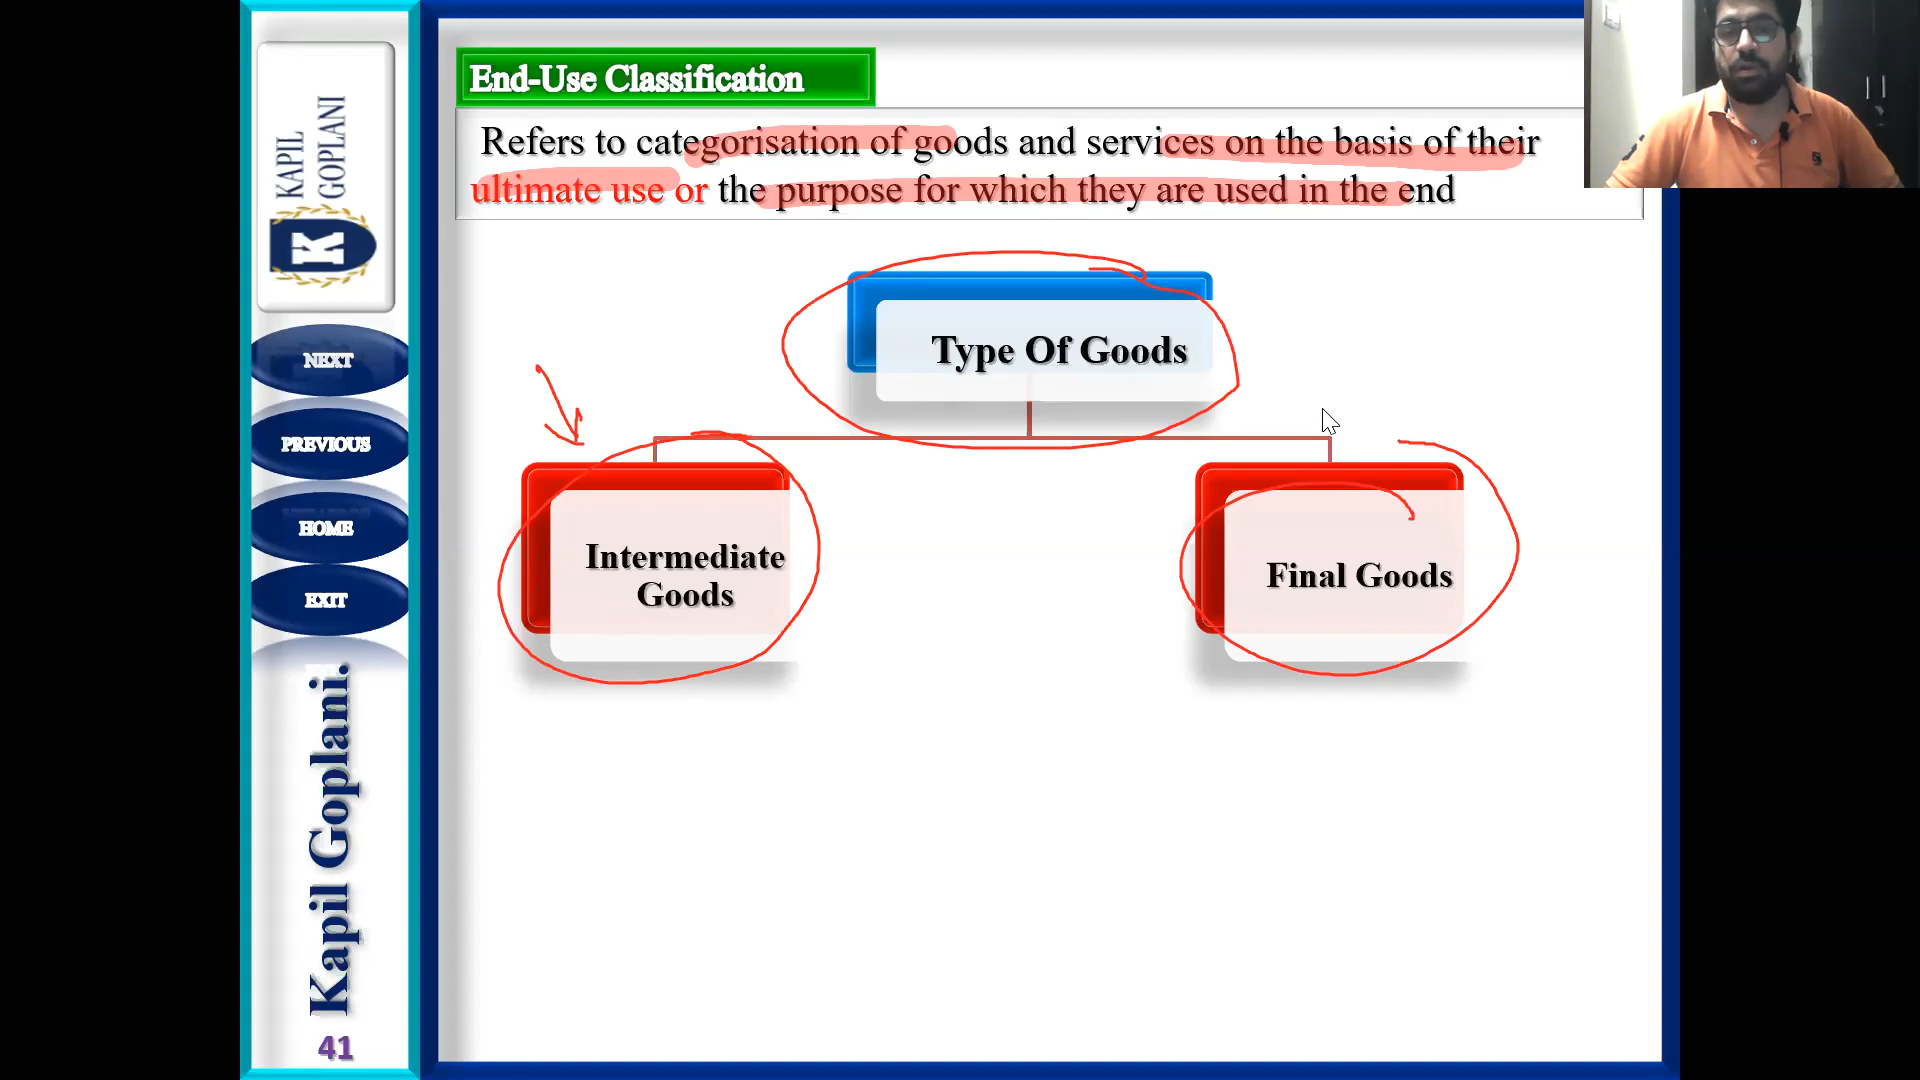 KAPIL
GOPLANI
K
NEXT
PREVIOUS
HOME
EXIT
Kapil Goplani.
41
End-Use Classification
Refers to categorisation of goods and services on the basis of their
ultimate use or the purpose for which they are used in the end
Type Of Goods
Intermediate
Goods
Final Goods